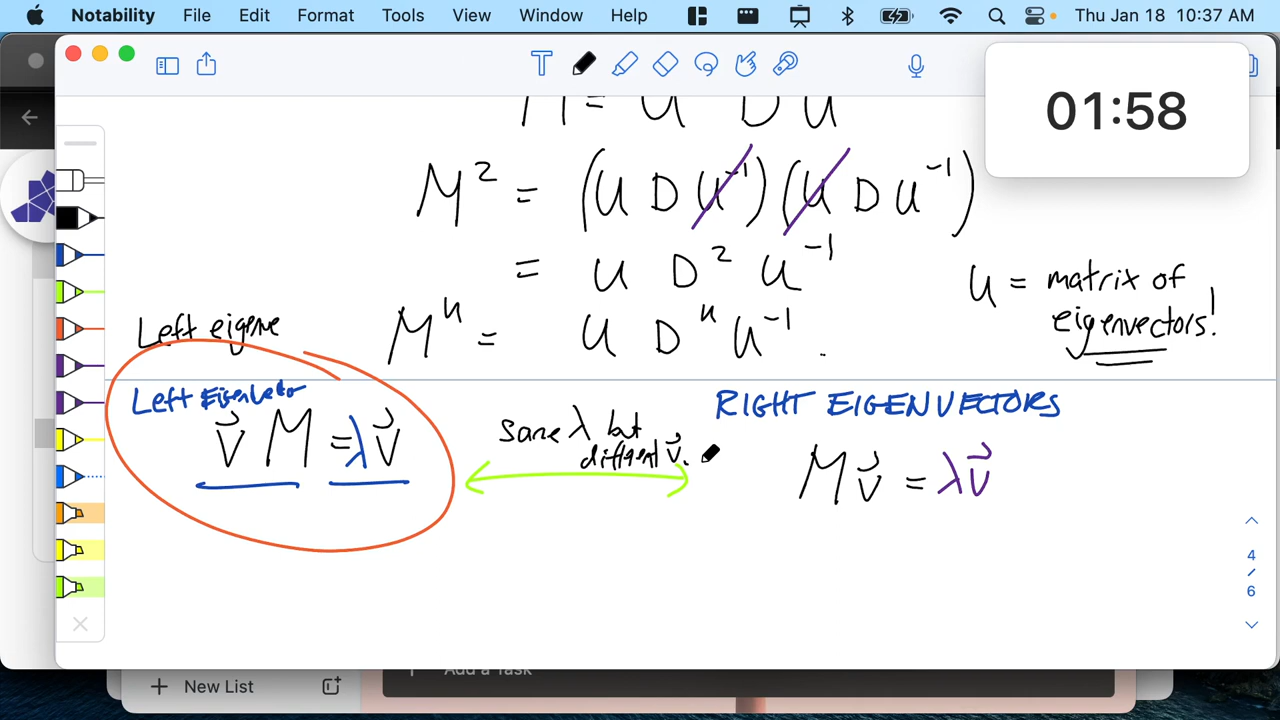 Notability File Edit Format Tools View Window Help Thu Jan 18 10:37 AM
01:58
M = U D U
M² = (U D U⁻¹) (U D U⁻¹)
= U D² U⁻¹
U = matrix of
eigenvectors!
Left eigenve
Mⁿ = U Dⁿ U⁻¹ .
Left Eigenvector
v⃗ M = λv⃗
same λ but
different v⃗.
RIGHT EIGENVECTORS
M v⃗ = λv⃗
4
/
6
Add a Task
New List